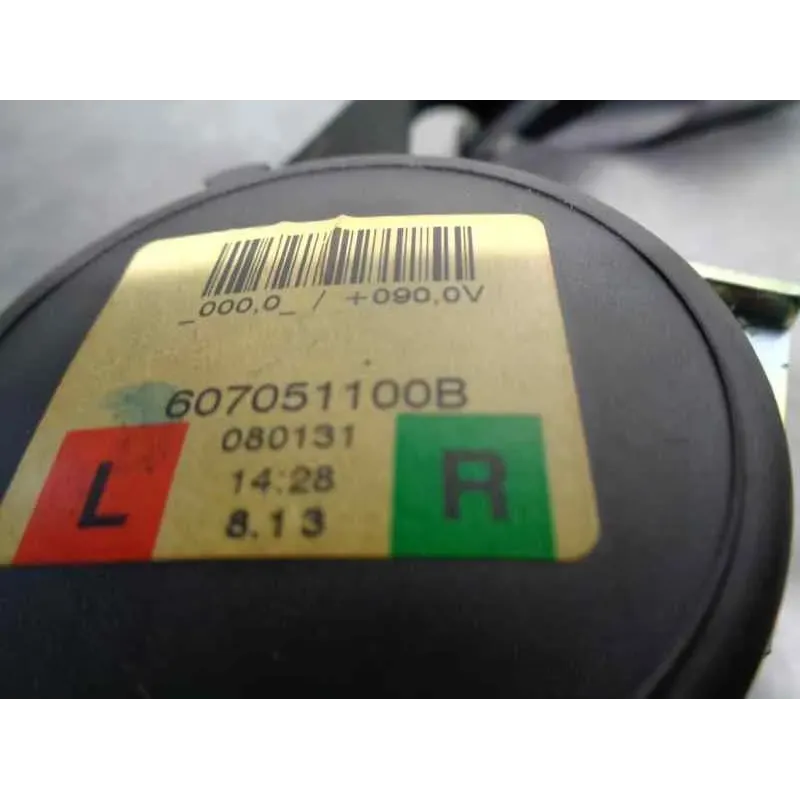 _000,0_ / +090,0V
607051100B
080131
14:28
8.13
L
R